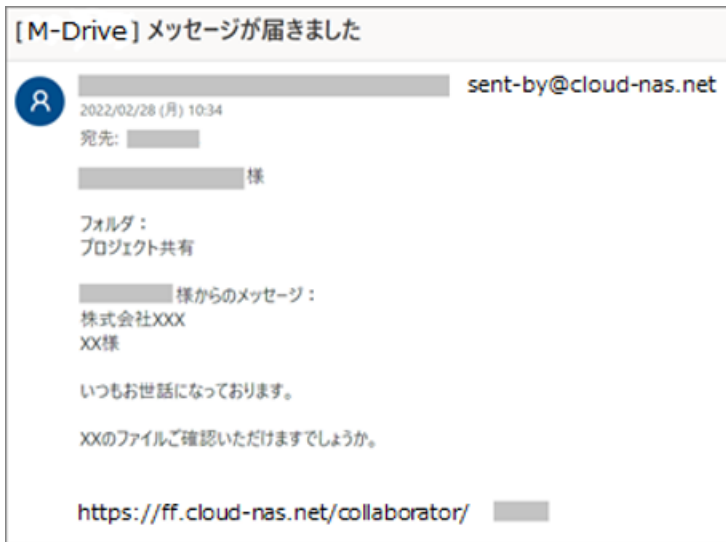 [M-Drive] メッセージが届きました
sent-by@cloud-nas.net
2022/02/28 (月) 10:34
宛先:
様
フォルダ：
プロジェクト共有
様からのメッセージ：
株式会社XXX
XX様
いつもお世話になっております。
XXのファイルご確認いただけますでしょうか。
https://ff.cloud-nas.net/collaborator/